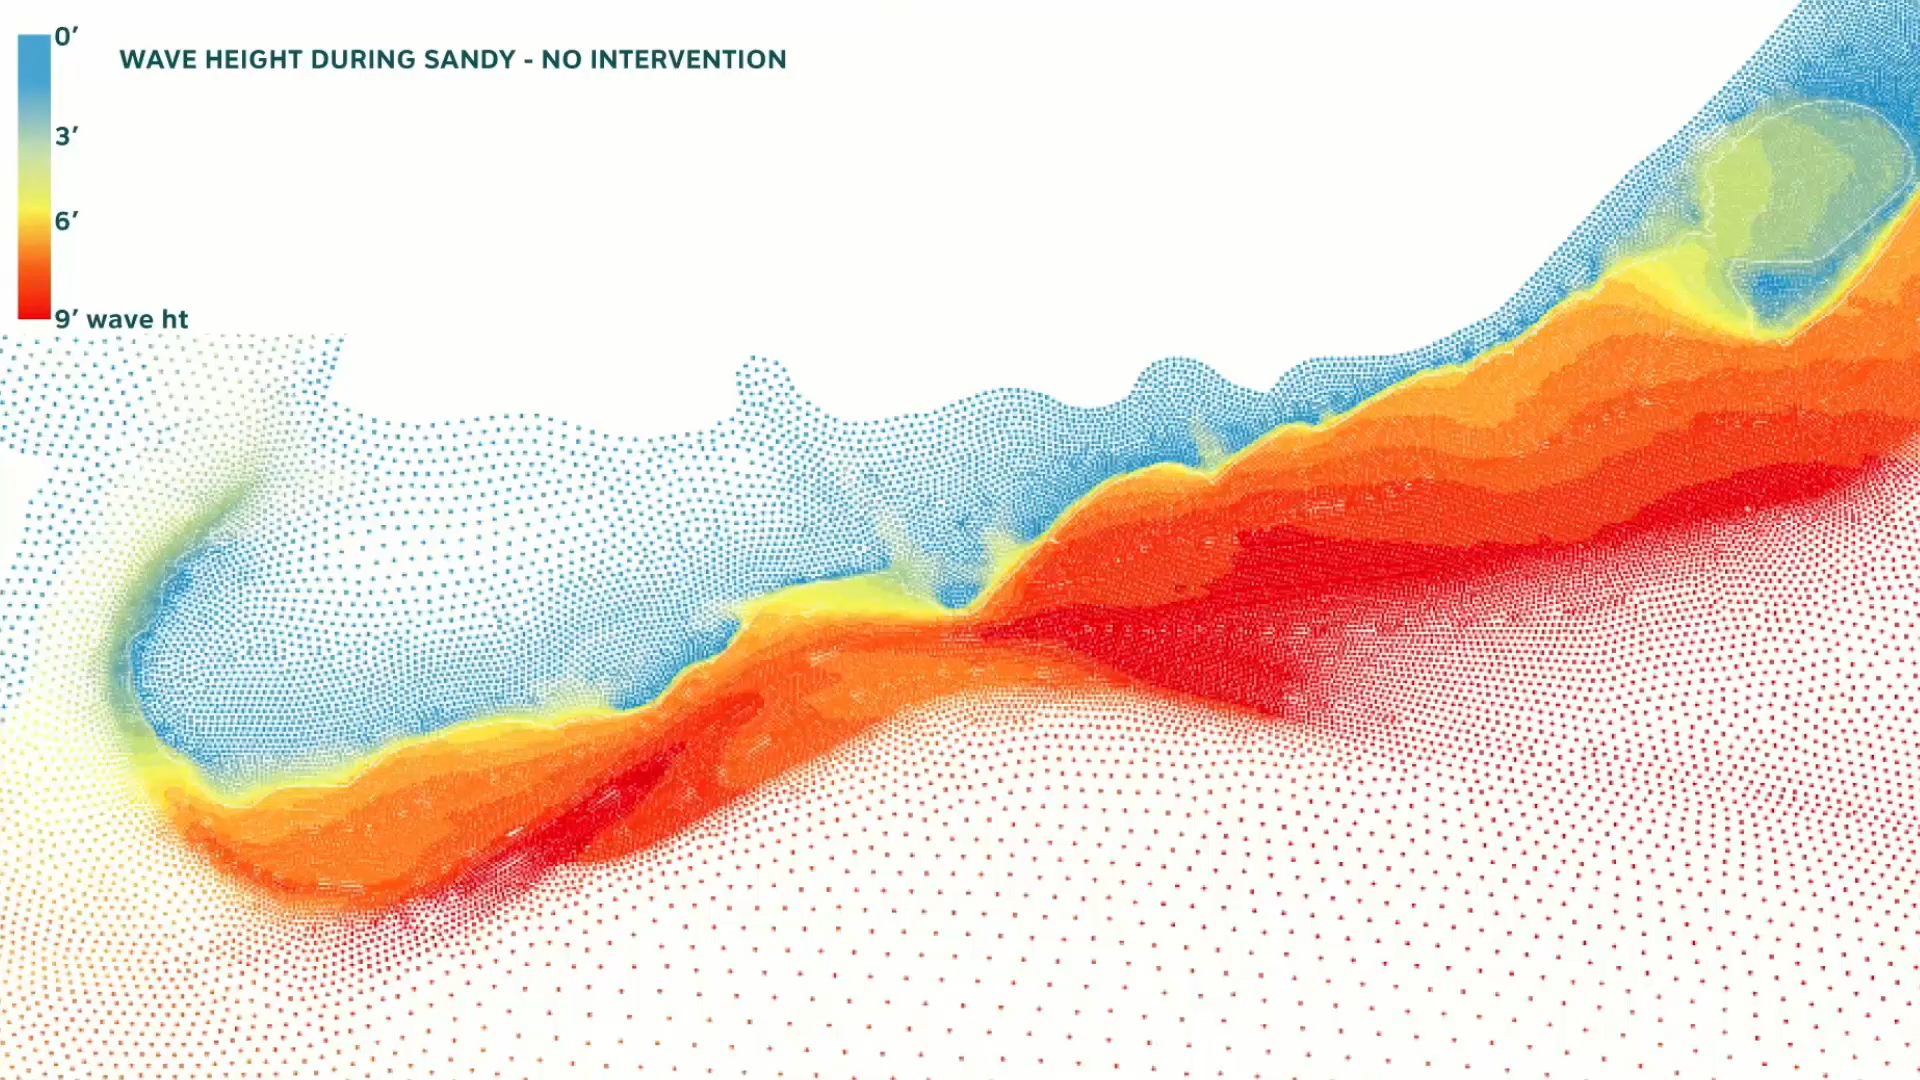 0′
WAVE HEIGHT DURING SANDY - NO INTERVENTION
3′
6′
9′ wave ht